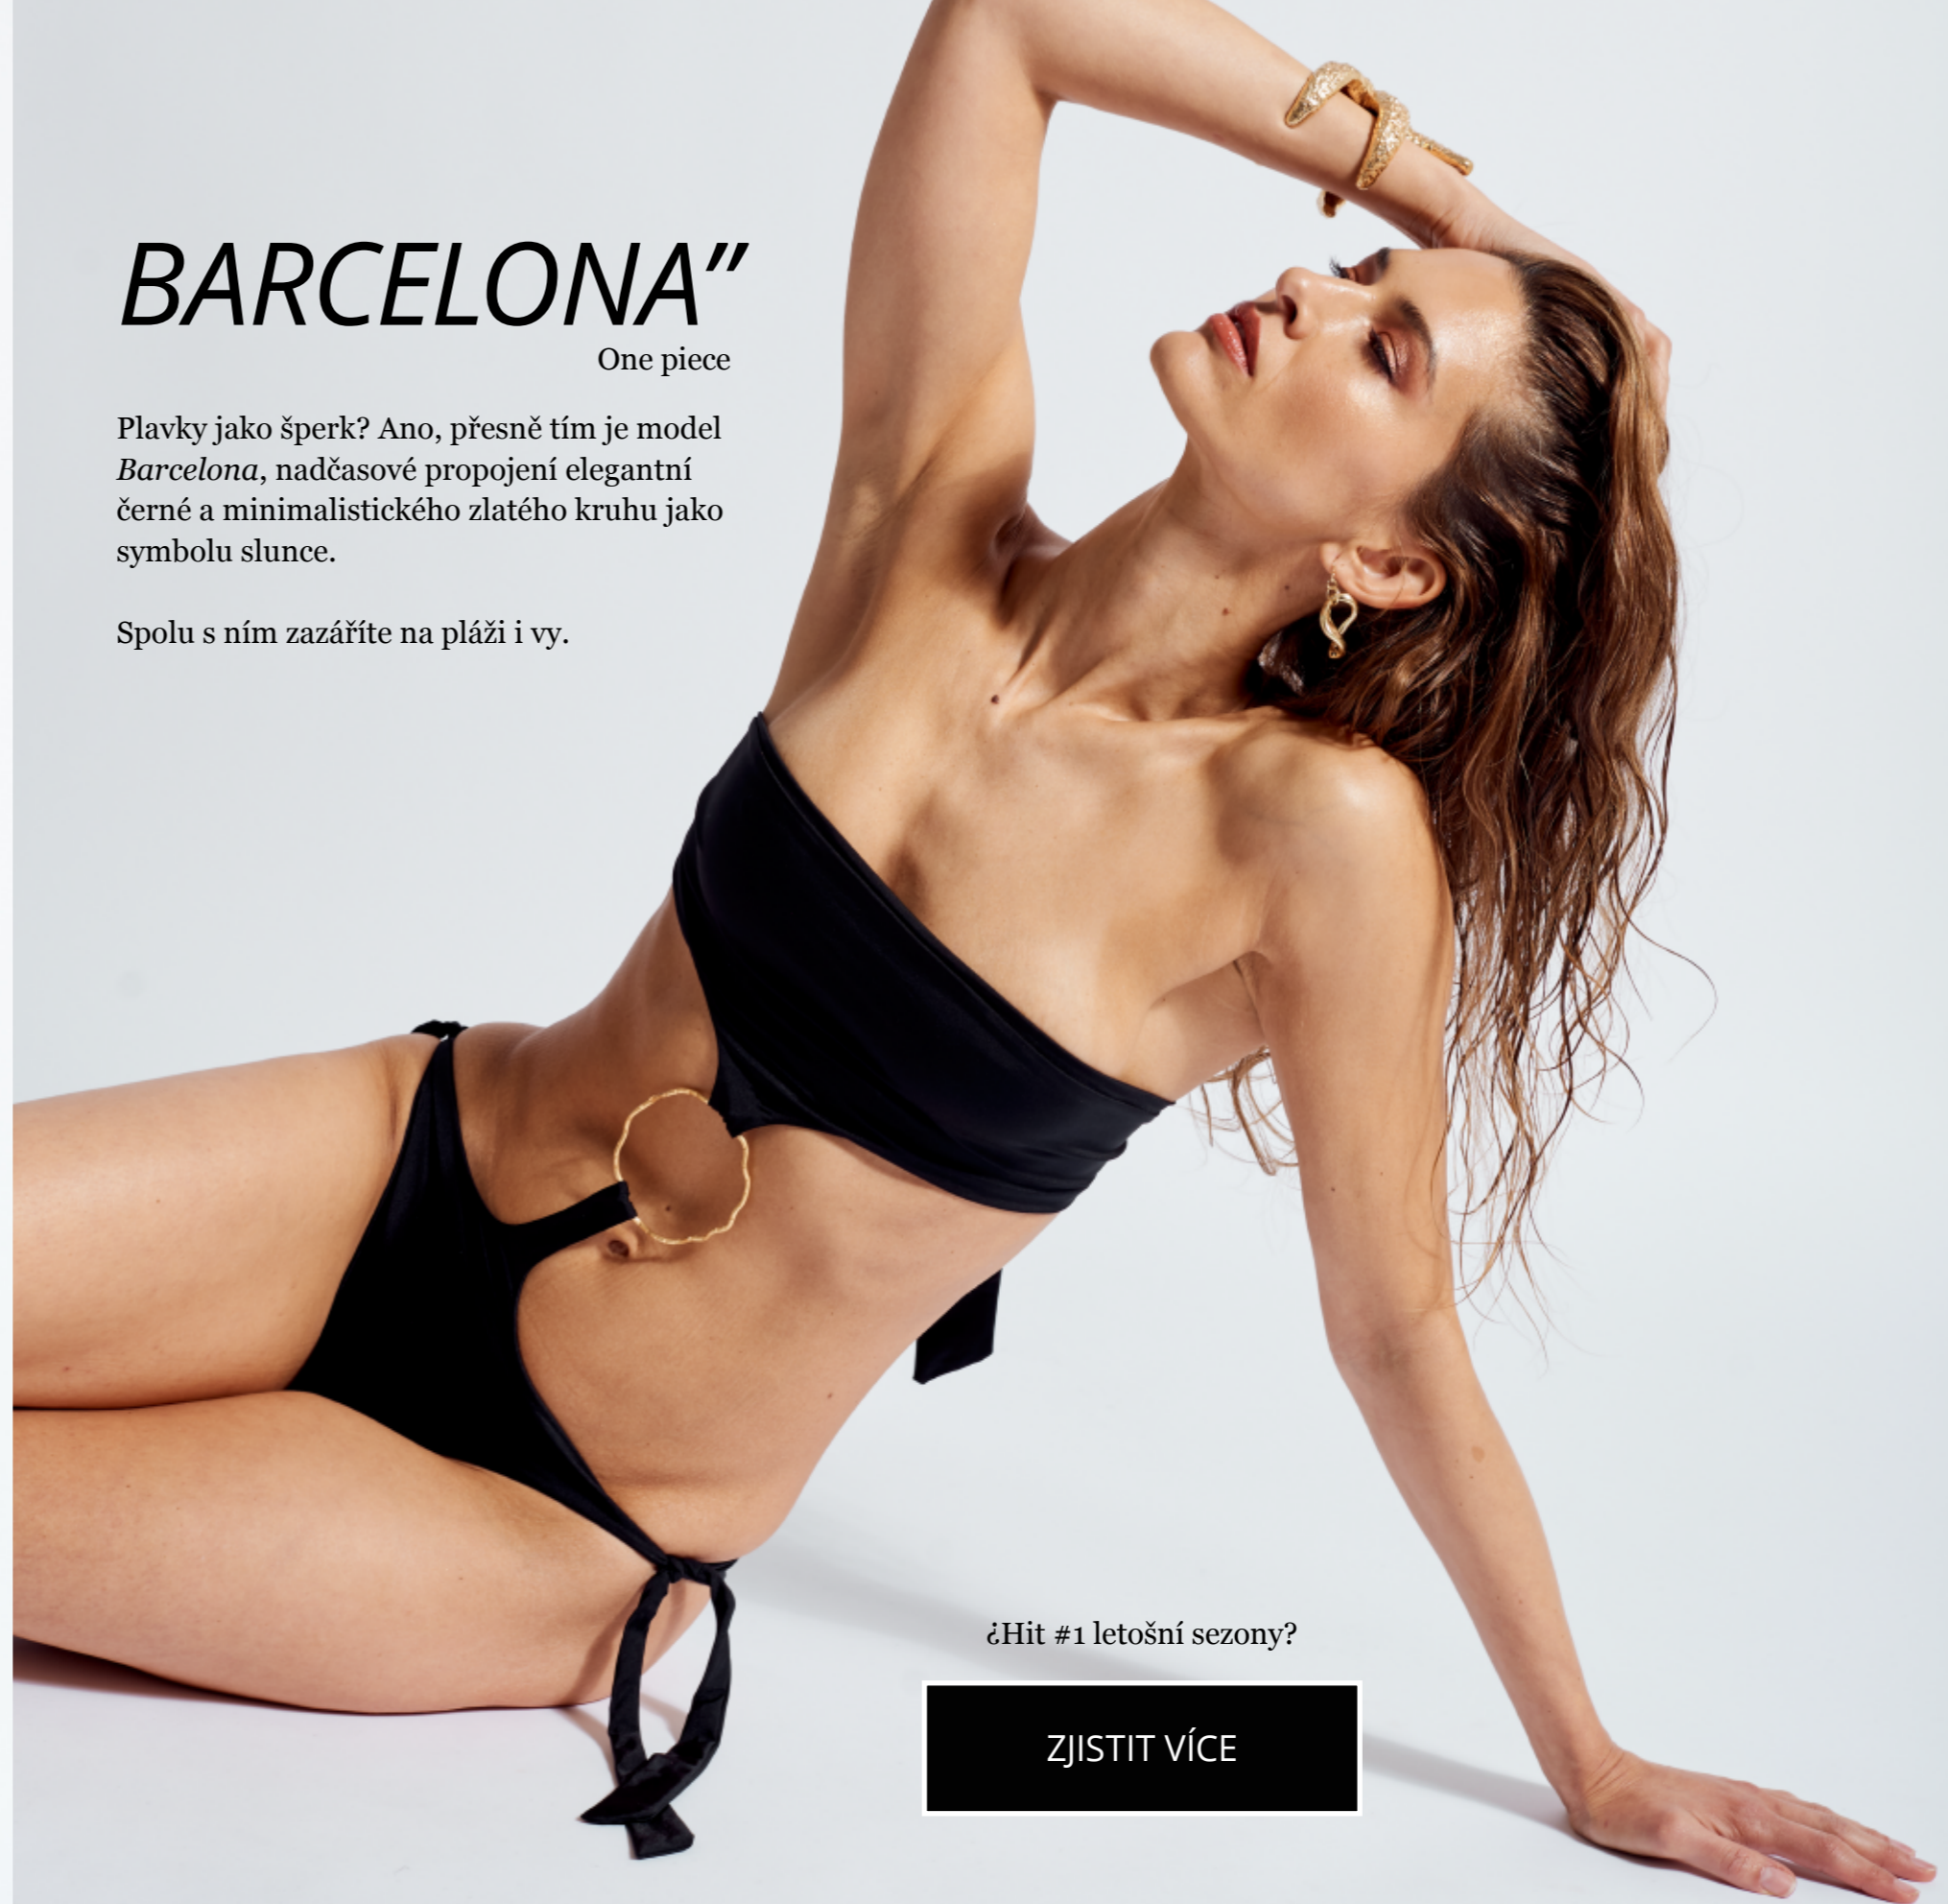 BARCELONA”
One piece
Plavky jako šperk? Ano, přesně tím je model
Barcelona, nadčasové propojení elegantní
černé a minimalistického zlatého kruhu jako
symbolu slunce.
Spolu s ním zazáříte na pláži i vy.
¿Hit #1 letošní sezony?
ZJISTIT VÍCE